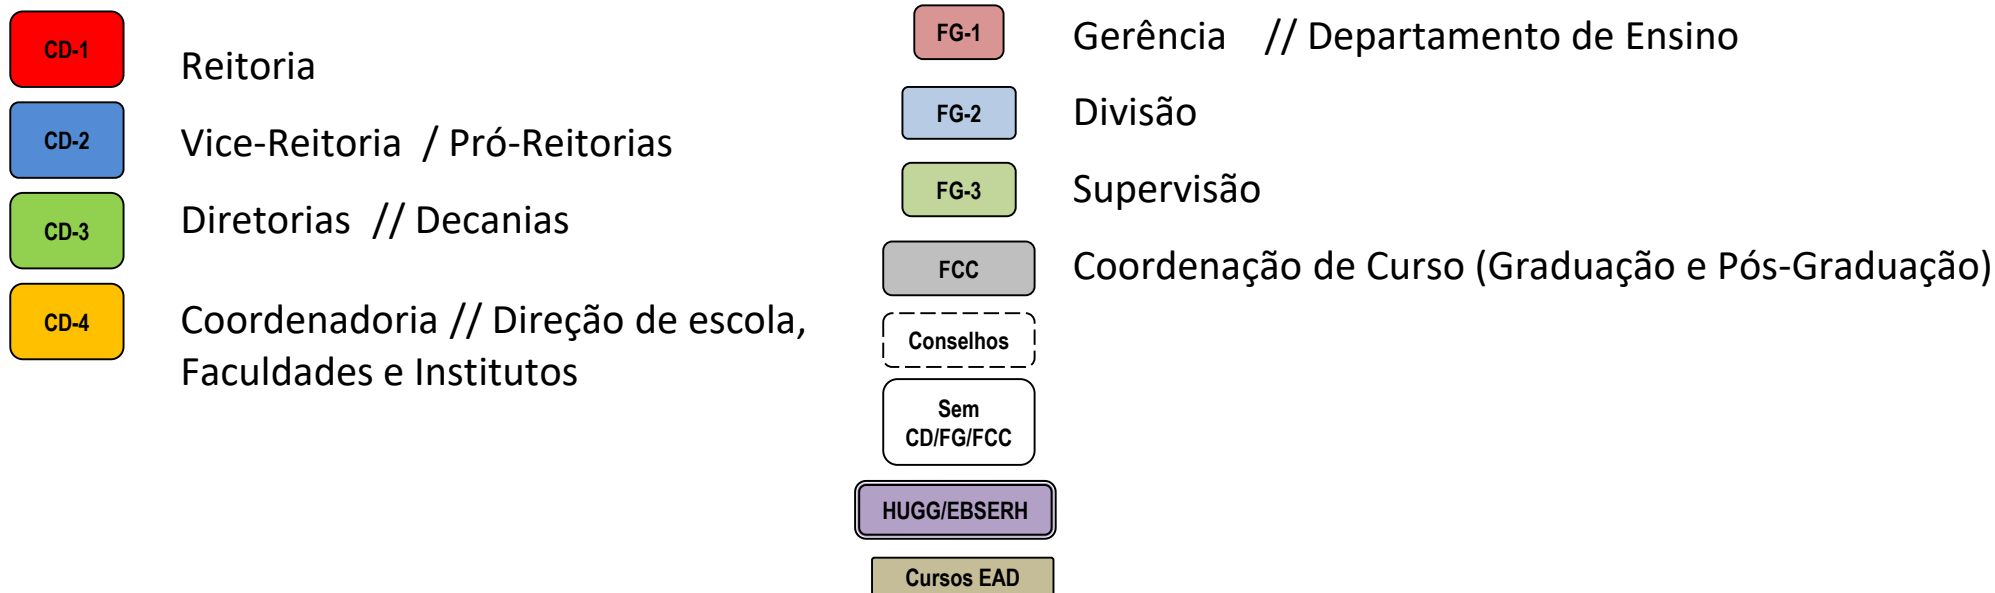 CD-1
Reitoria
CD-2
Vice-Reitoria / Pró-Reitorias
CD-3
Diretorias // Decanias
CD-4
Coordenadoria // Direção de escola,
Faculdades e Institutos
FG-1
Gerência // Departamento de Ensino
FG-2
Divisão
FG-3
Supervisão
FCC
Coordenação de Curso (Graduação e Pós-Graduação)
Conselhos
Sem
CD/FG/FCC
HUGG/EBSERH
Cursos EAD